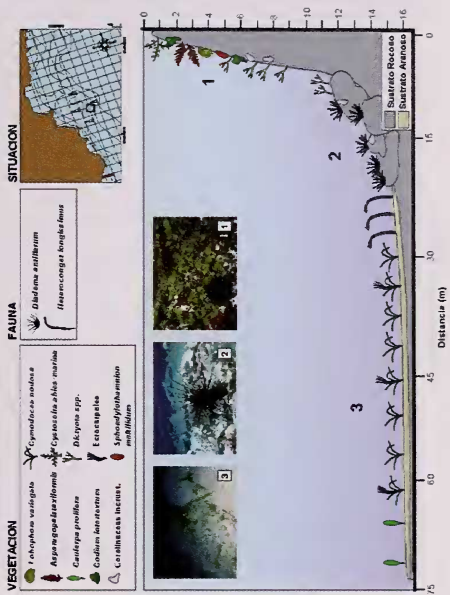 VEGETACION
Lobophora variegata
Asparagopsis taxiformis
Caulerpa prolifera
Codium intertextum
Coralinaceas incrust.
Cymodocea nodosa
Cystoseira abies-marina
Dictyota spp.
Ectocarpales
Spondylothamnion
multifidum
FAUNA
Diadema antillarum
Heteroconger longissimus
SITUACION
0
2
4
6
8
10
12
14
16
1
2
3
1
2
3
Sustrato Rocoso
Sustrato Arenoso
75
60
45
30
15
0
Distancia (m)